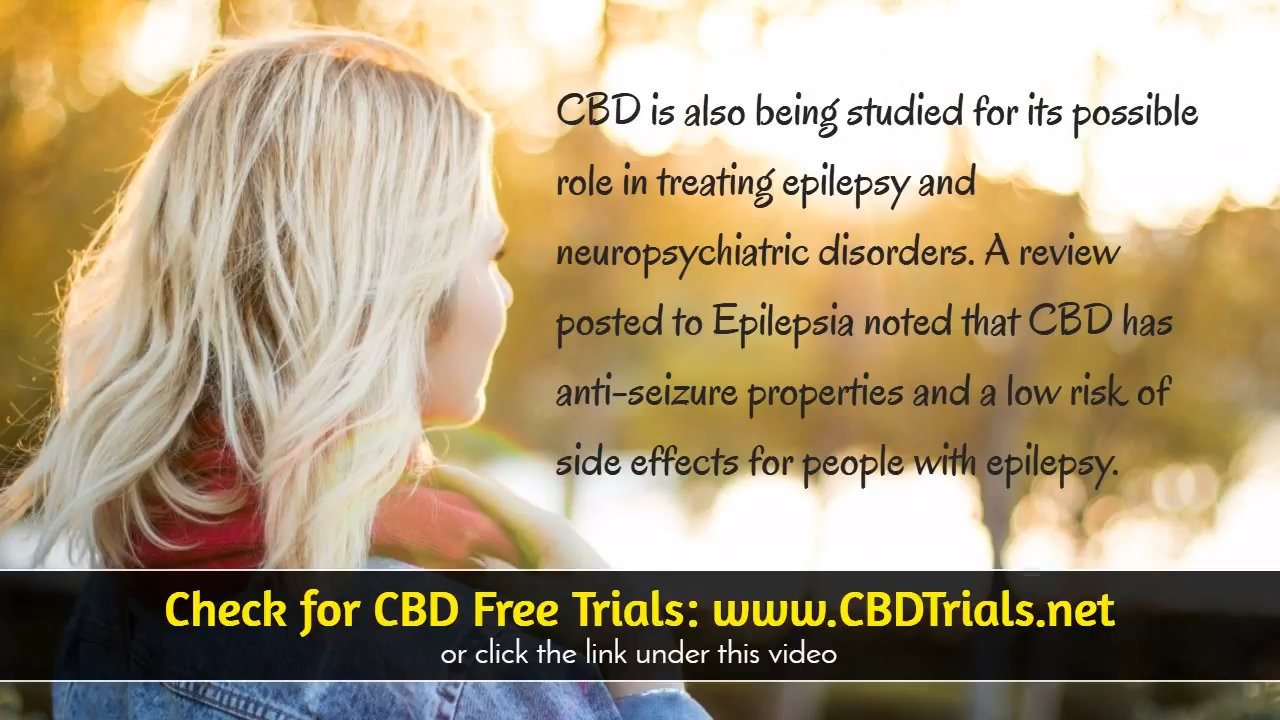 CBD is also being studied for its possible
role in treating epilepsy and
neuropsychiatric disorders. A review
posted to Epilepsia noted that CBD has
anti-seizure properties and a low risk of
side effects for people with epilepsy.
Check for CBD Free Trials: www.CBDTrials.net
or click the link under this video